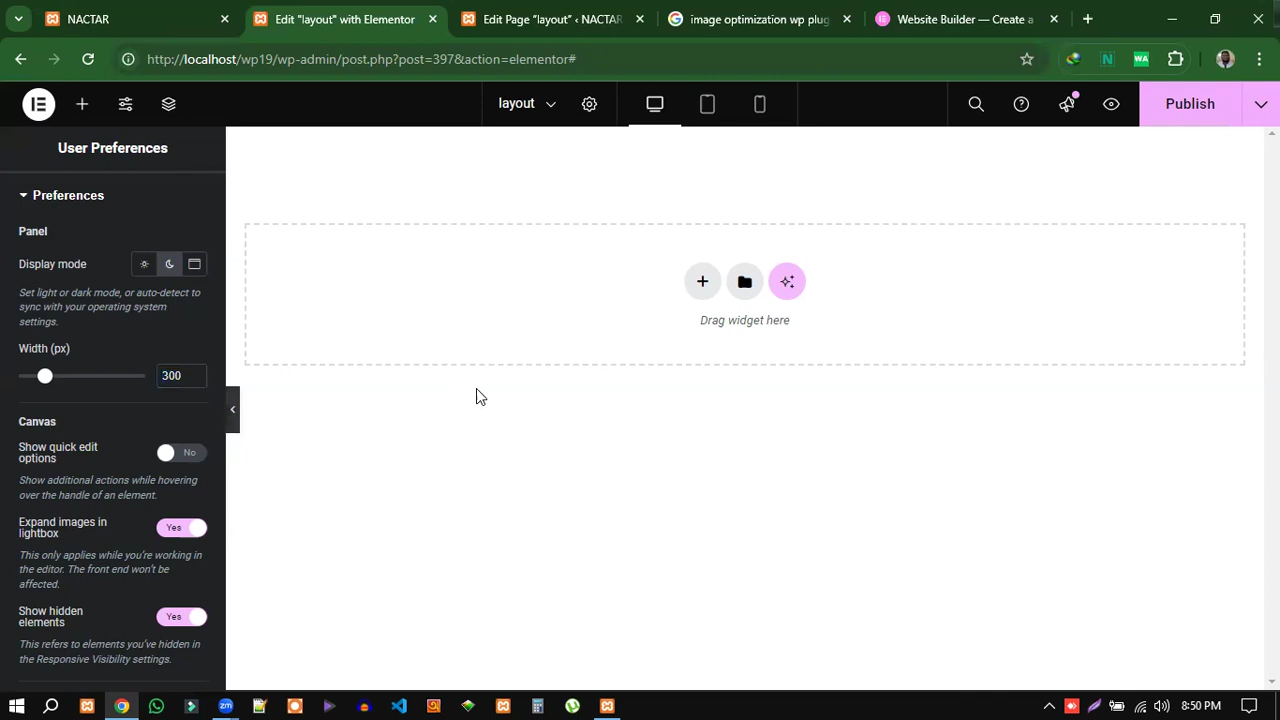 NACTAR
Edit "layout" with Elementor
Edit Page "layout" ‹ NACTAR
image optimization wp plug
Website Builder — Create a
http://localhost/wp19/wp-admin/post.php?post=397&action=elementor#
layout
Publish
User Preferences
Preferences
Panel
Display mode
Set light or dark mode, or auto-detect to
sync with your operating system
settings.
Width (px)
300
Canvas
Show quick edit
options
No
Show additional actions while hovering
over the handle of an element.
Expand images in
lightbox
Yes
This only applies while you're working in
the editor. The front end won't be
affected.
Show hidden
elements
Yes
This refers to elements you've hidden in
the Responsive Visibility settings.
Drag widget here
8:50 PM